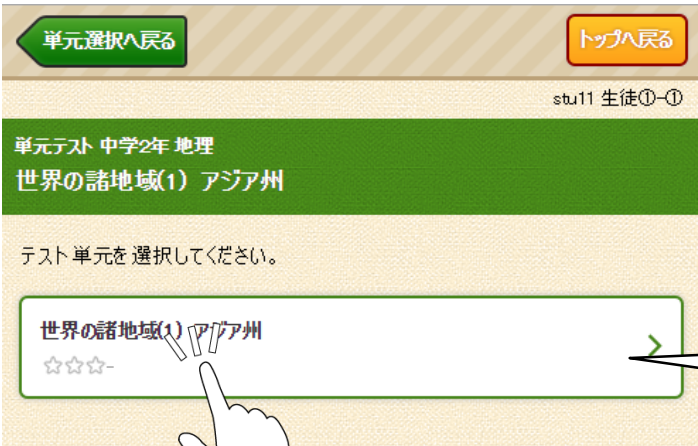 単元選択へ戻る
トップへ戻る
stu11 生徒①-①
単元テスト 中学2年 地理
世界の諸地域(1) アジア州
テスト単元を選択してください。
世界の諸地域(1) アジア州
☆☆☆-